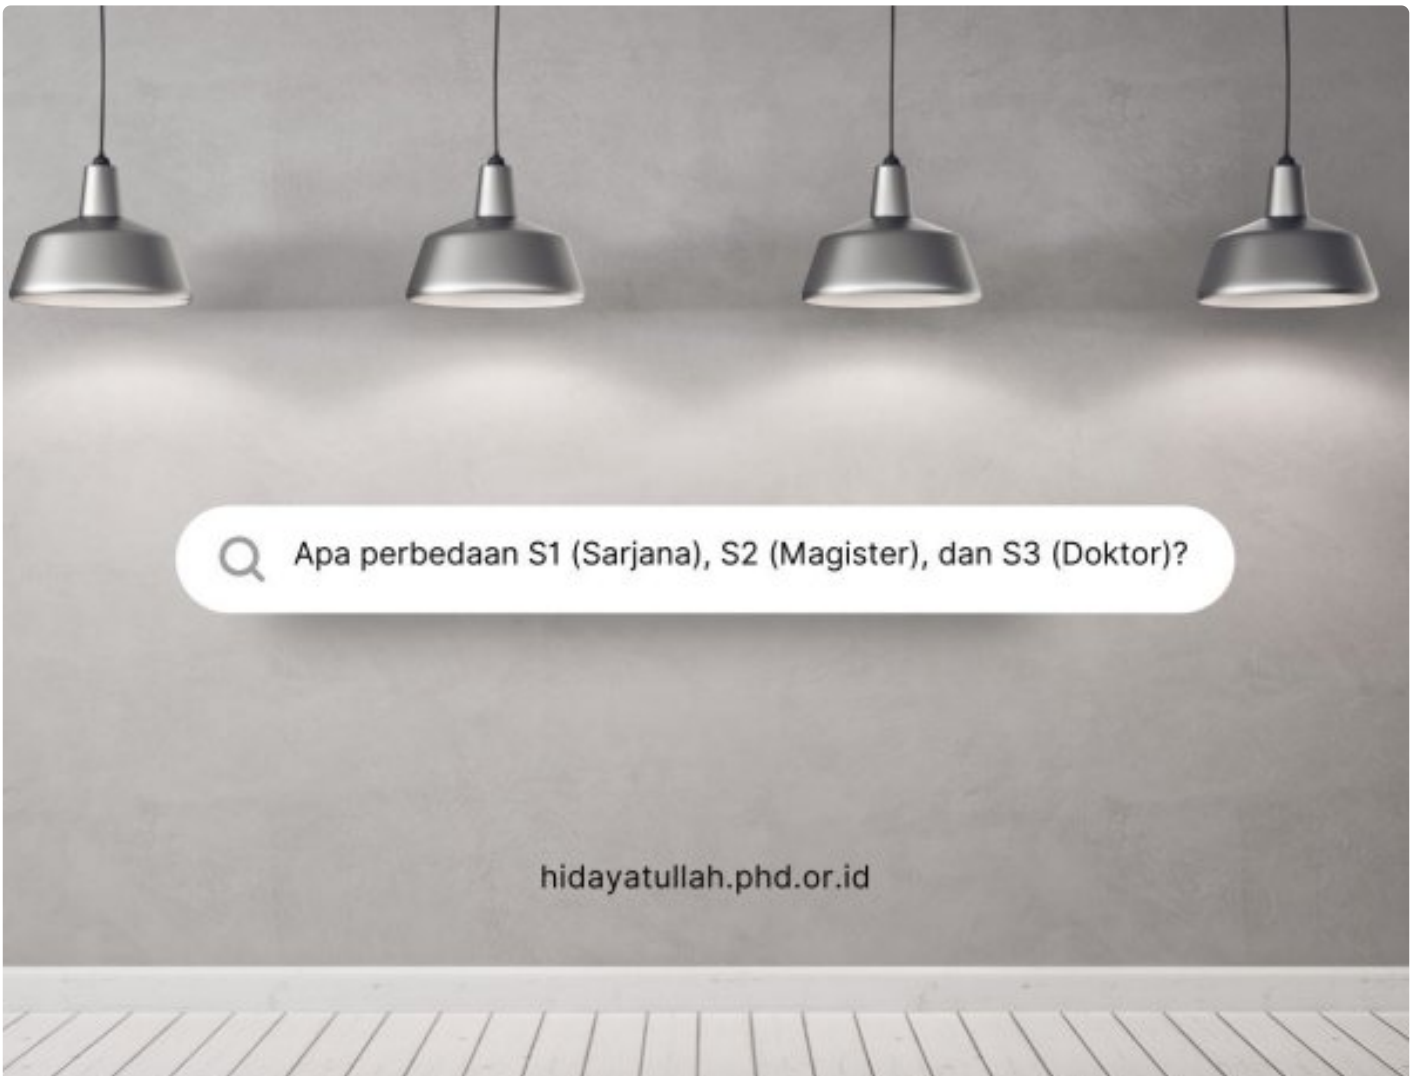 Apa perbedaan S1 (Sarjana), S2 (Magister), dan S3 (Doktor)?
hidayatullah.phd.or.id